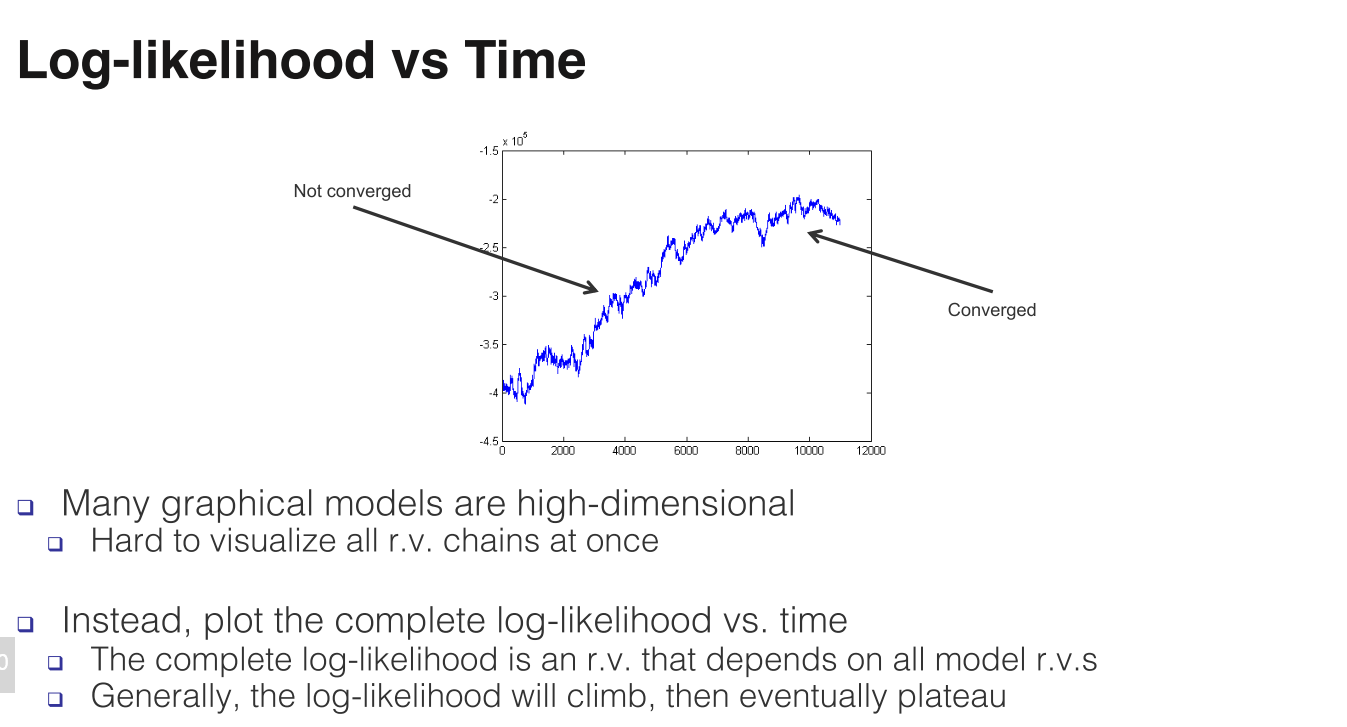 Log-likelihood vs Time
x 10^5
-1.5
Not converged
-2
-2.5
-3
Converged
-3.5
-4
-4.5
0 2000 4000 6000 8000 10000 12000
Many graphical models are high-dimensional
Hard to visualize all r.v. chains at once
Instead, plot the complete log-likelihood vs. time
0
The complete log-likelihood is an r.v. that depends on all model r.v.s
Generally, the log-likelihood will climb, then eventually plateau